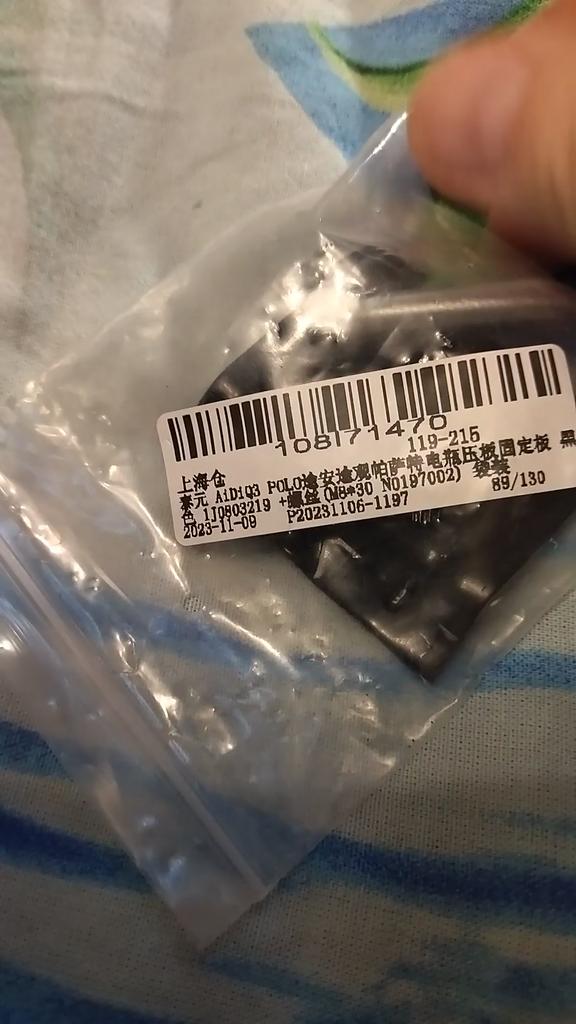 108171470
119-215
上海仓
泰元 AiDiQ3 POLO途安途观帕萨特电瓶压板固定板 黑
色 1J0803219 +螺丝(M8*30 N0197002) 袋装
2023-11-09 P20231106-1197 89/130